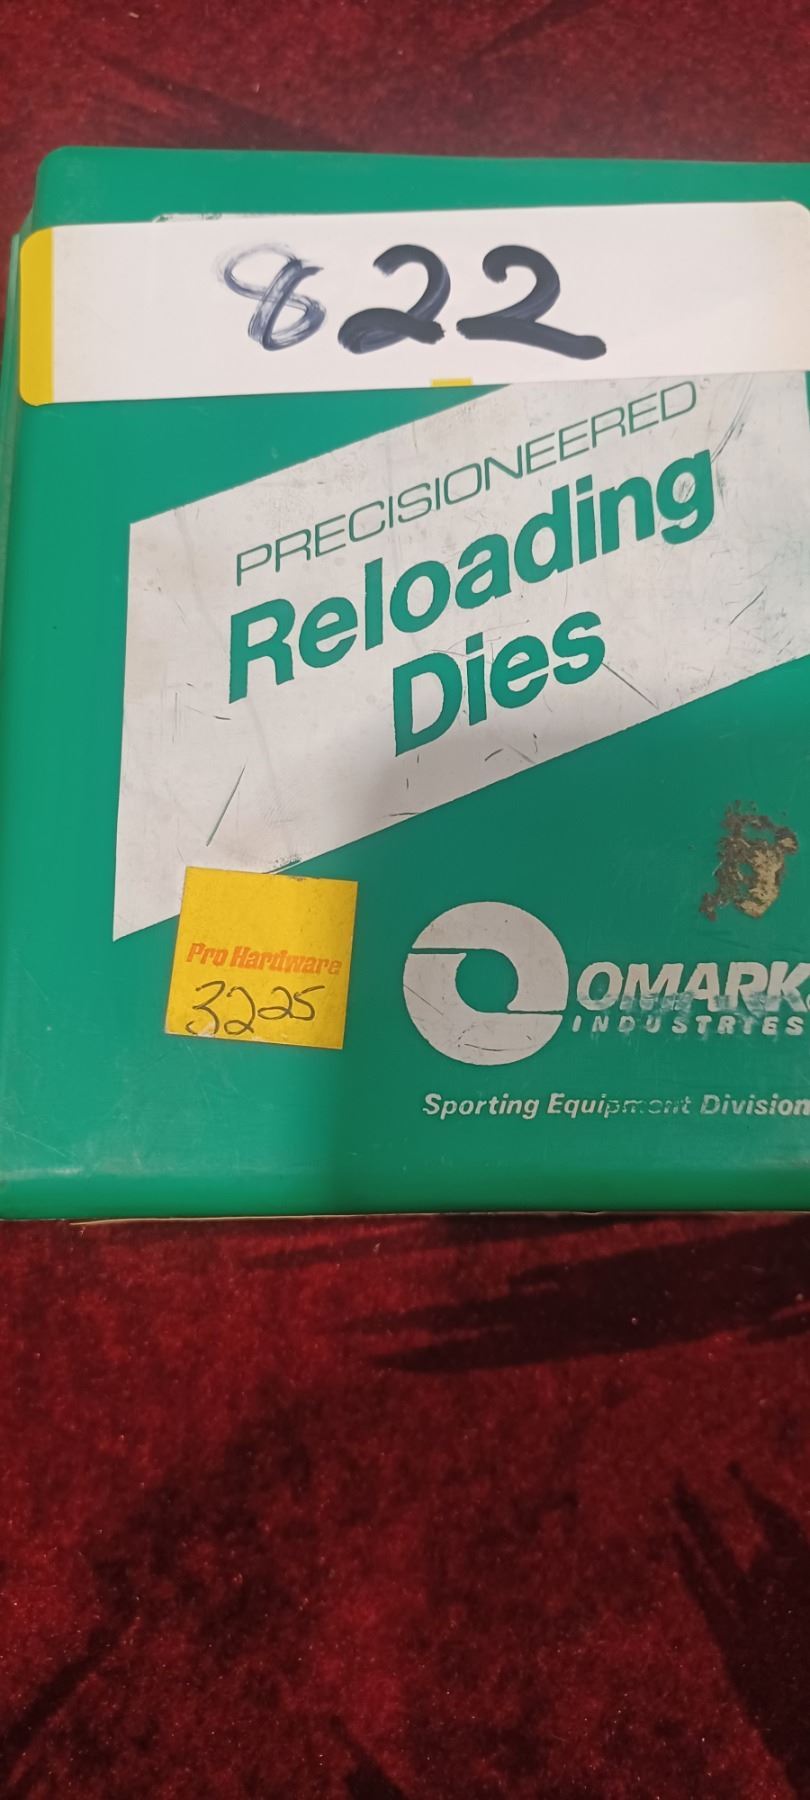 822
PRECISIONEERED
Reloading
Dies
Pro Hardware
3225
OMARK
INDUSTRIES
Sporting Equipment Division